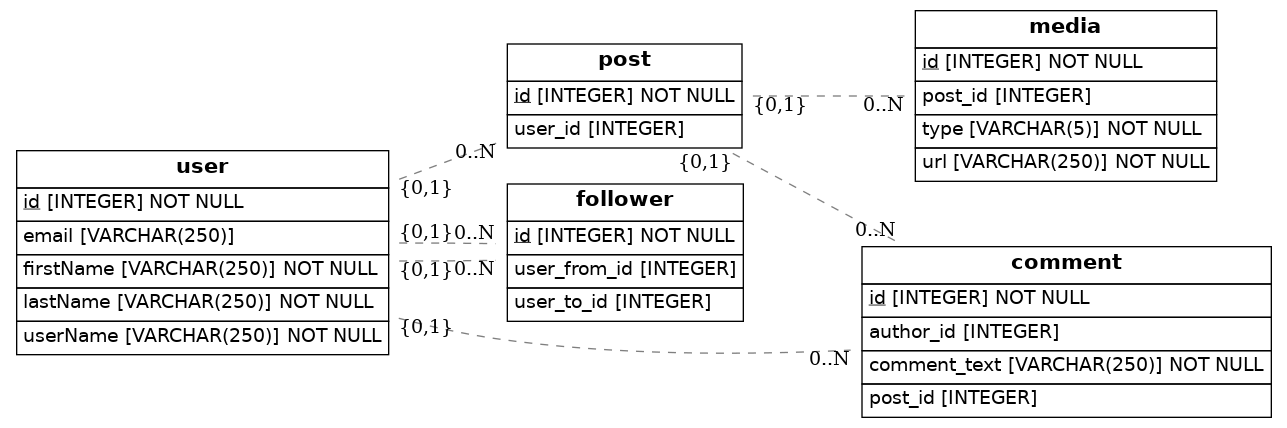 user
id [INTEGER] NOT NULL
email [VARCHAR(250)]
firstName [VARCHAR(250)] NOT NULL
lastName [VARCHAR(250)] NOT NULL
userName [VARCHAR(250)] NOT NULL
post
id [INTEGER] NOT NULL
user_id [INTEGER]
follower
id [INTEGER] NOT NULL
user_from_id [INTEGER]
user_to_id [INTEGER]
media
id [INTEGER] NOT NULL
post_id [INTEGER]
type [VARCHAR(5)] NOT NULL
url [VARCHAR(250)] NOT NULL
comment
id [INTEGER] NOT NULL
author_id [INTEGER]
comment_text [VARCHAR(250)] NOT NULL
post_id [INTEGER]
0..N
{0,1}
{0,1}
0..N
{0,1}
0..N
{0,1}
0..N
{0,1}
0..N
{0,1}
0..N